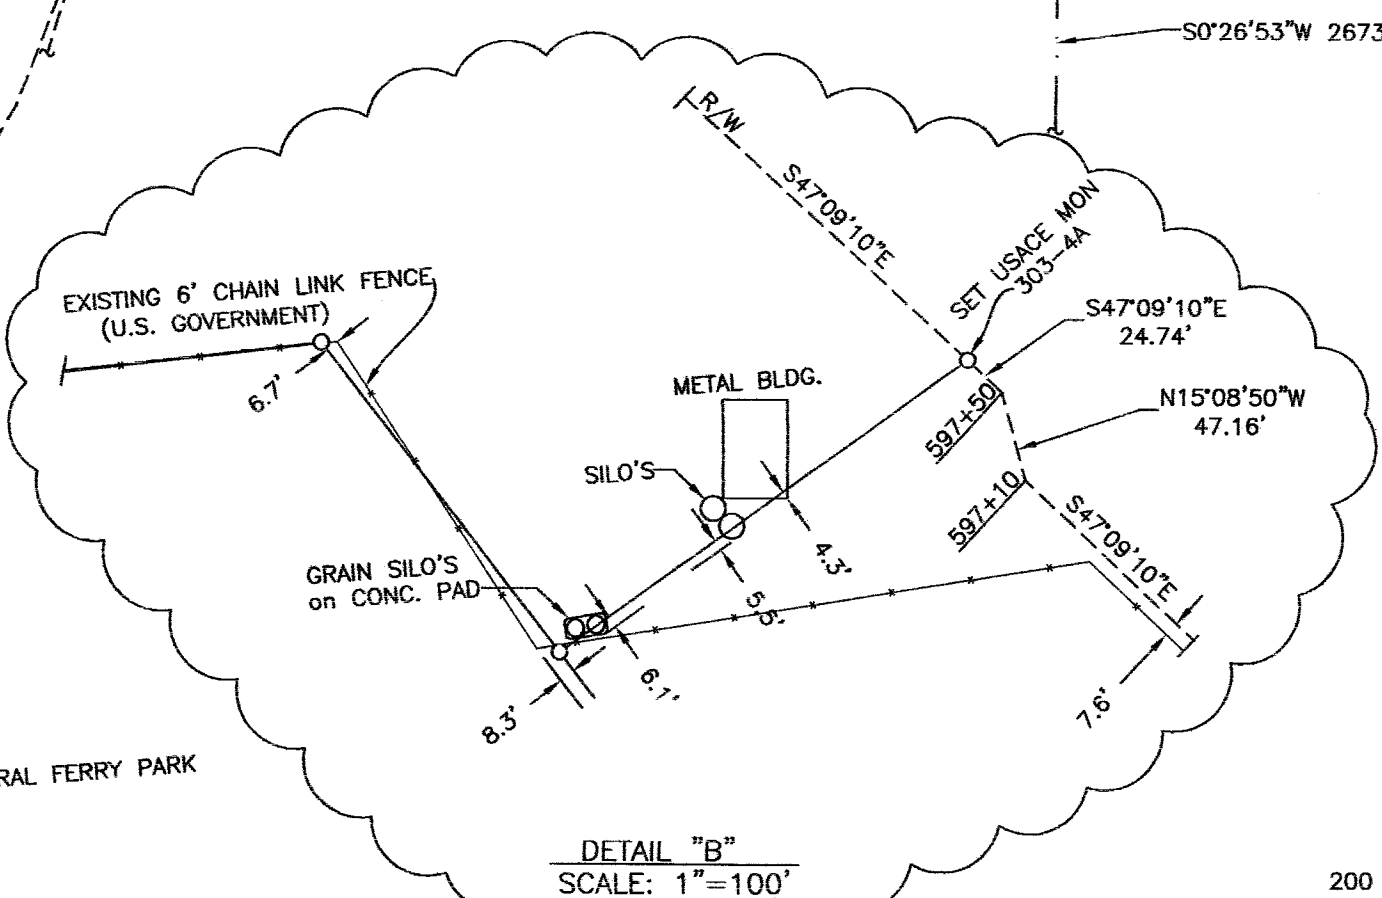 S0°26'53"W 2673
R/W
S47°09'10"E
SET USACE MON
303-4A
EXISTING 6' CHAIN LINK FENCE
(U.S. GOVERNMENT)
S47°09'10"E
24.74'
6.7'
METAL BLDG.
N15°08'50"W
47.16'
597+50
SILO'S
597+10
S47°09'10"E
4.3'
GRAIN SILO'S
on CONC. PAD
5.5'
6.1'
8.3'
7.6'
RAL FERRY PARK
DETAIL "B"
SCALE: 1"=100'
200